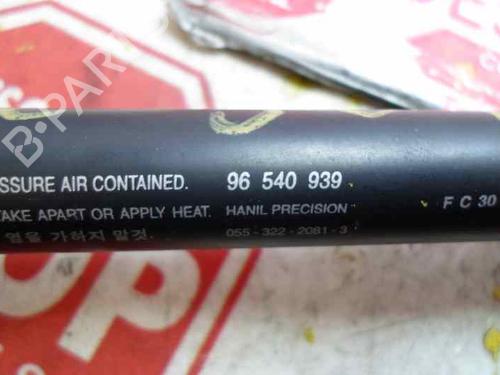 B-PARTS
SSURE AIR CONTAINED. 96 540 939
TAKE APART OR APPLY HEAT. HANIL PRECISION
F C 30
열을 가하지 말것. 055-322-2081-3